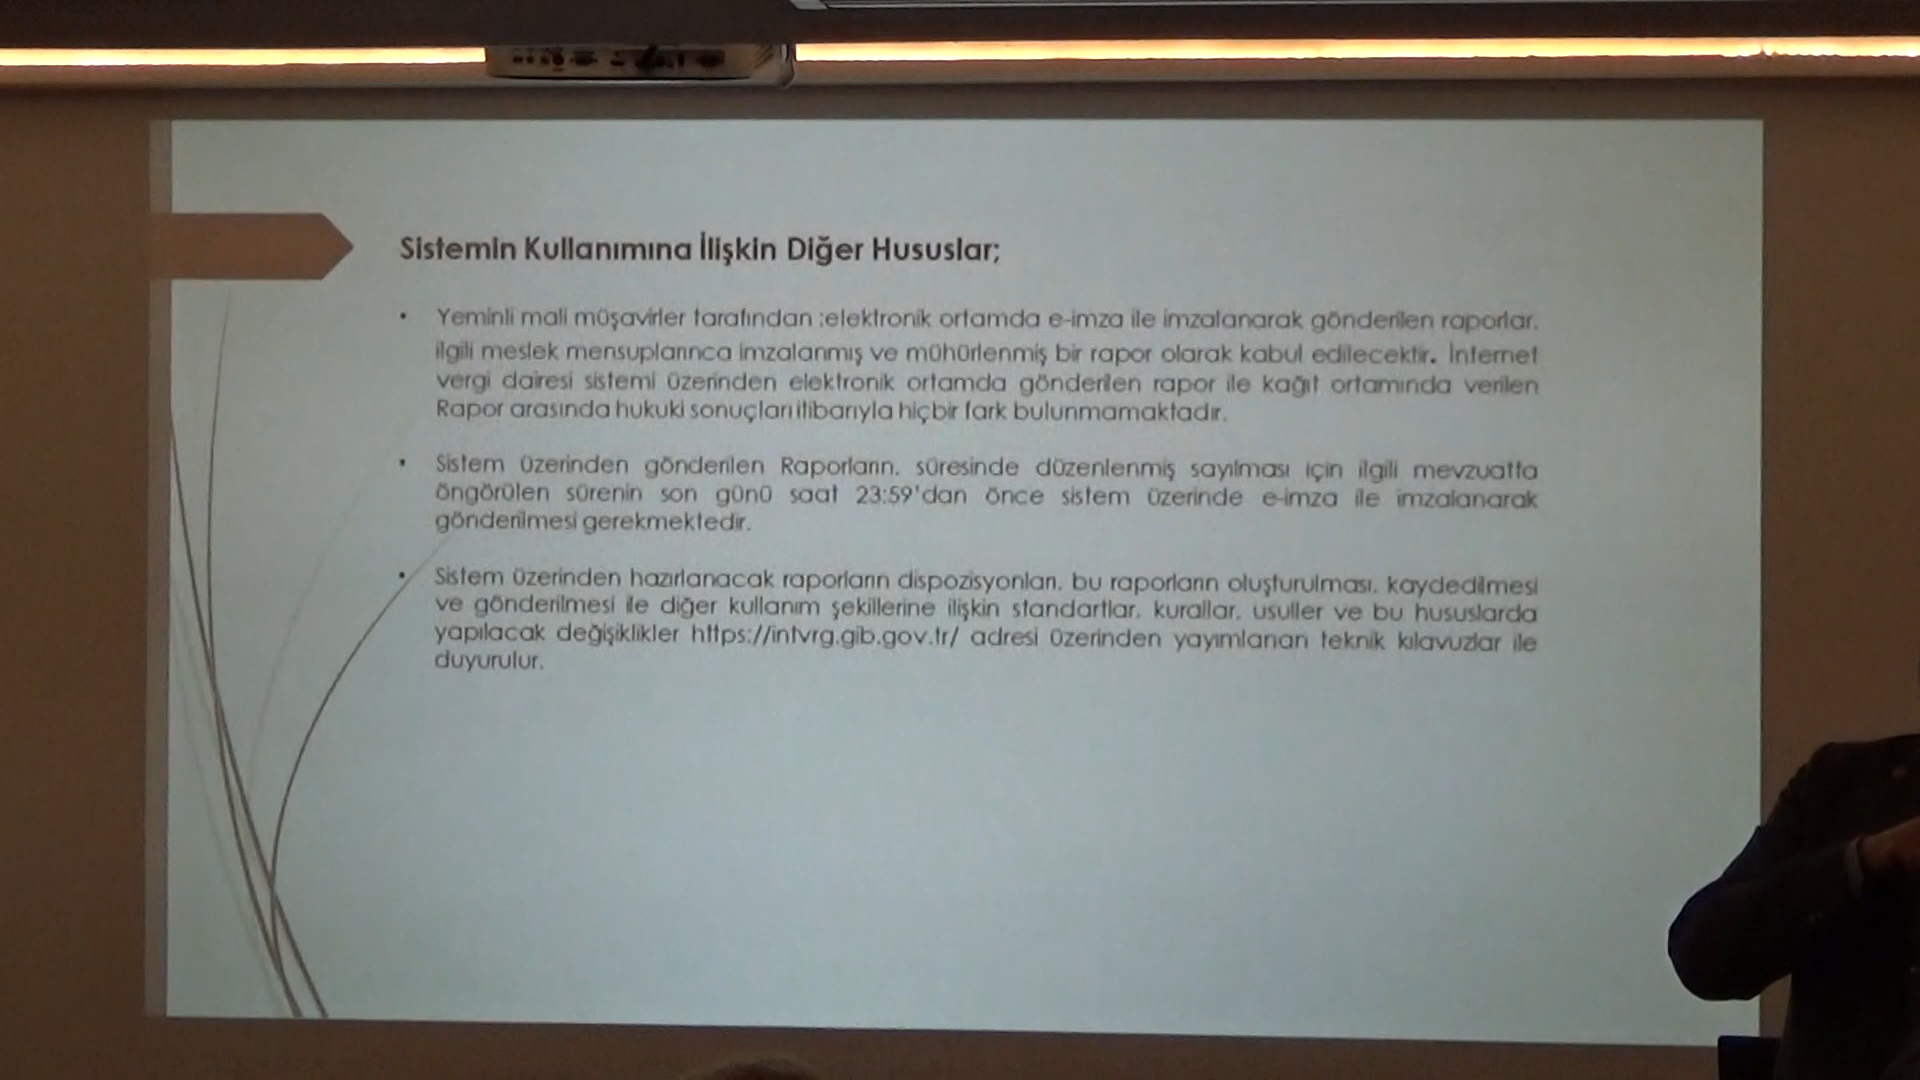 Sistemin Kullanımına İlişkin Diğer Hususlar;
• Yeminli mali müşavirler tarafından ;elektronik ortamda e-imza ile imzalanarak gönderilen raporlar,
ilgili meslek mensuplarınca imzalanmış ve mühürlenmiş bir rapor olarak kabul edilecektir. İnternet
vergi dairesi sistemi üzerinden elektronik ortamda gönderilen rapor ile kağıt ortamında verilen
Rapor arasında hukuki sonuçları itibarıyla hiçbir fark bulunmamaktadır.
• Sistem üzerinden gönderilen Raporların, süresinde düzenlenmiş sayılması için ilgili mevzuatta
öngörülen sürenin son günü saat 23:59'dan önce sistem üzerinde e-imza ile imzalanarak
gönderilmesi gerekmektedir.
• Sistem üzerinden hazırlanacak raporların dispozisyonları, bu raporların oluşturulması, kaydedilmesi
ve gönderilmesi ile diğer kullanım şekillerine ilişkin standartlar, kurallar, usuller ve bu hususlarda
yapılacak değişiklikler https://intvrg.gib.gov.tr/ adresi üzerinden yayımlanan teknik kılavuzlar ile
duyurulur.